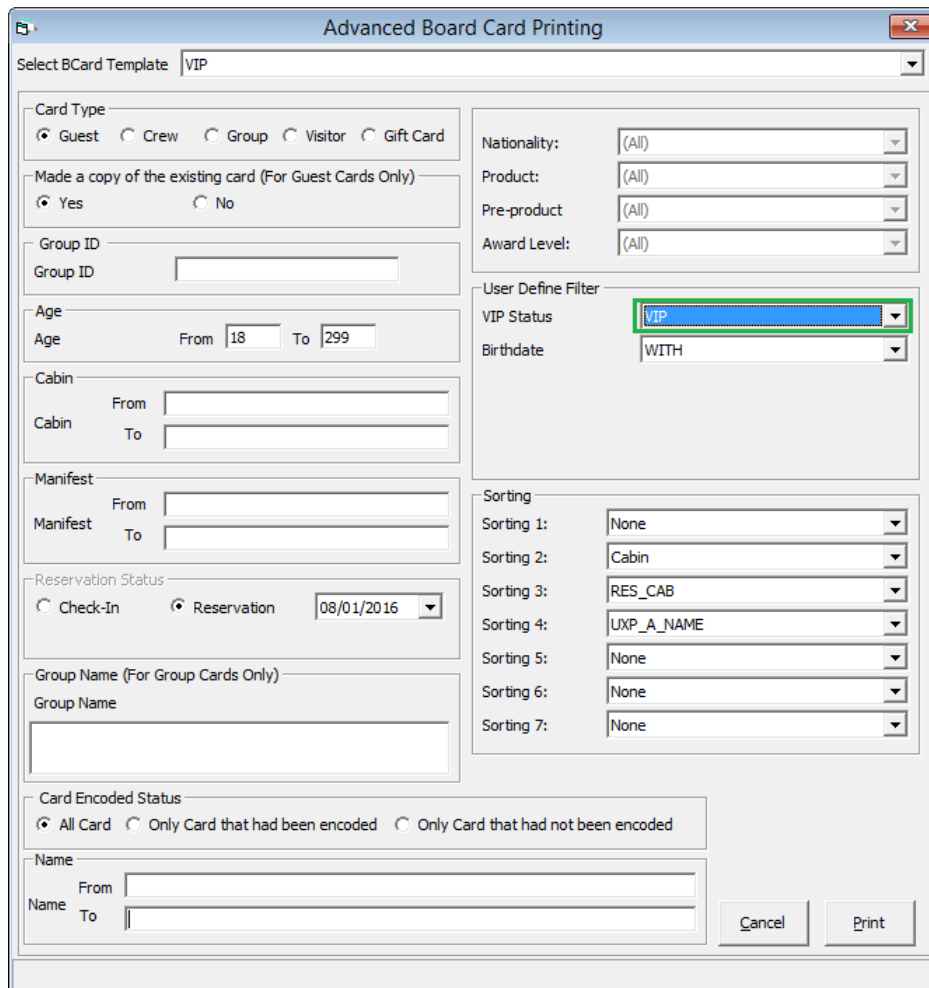 Advanced Board Card Printing
Select BCard Template VIP
Card Type
Guest Crew Group Visitor Gift Card
Made a copy of the existing card (For Guest Cards Only)
Yes No
Group ID
Group ID
Age
Age From 18 To 299
Cabin
From
Cabin
To
Manifest
From
Manifest
To
Reservation Status
Check-In Reservation 08/01/2016
Group Name (For Group Cards Only)
Group Name
Nationality: (All)
Product: (All)
Pre-product (All)
Award Level: (All)
User Define Filter
VIP Status VIP
Birthdate WITH
Sorting
Sorting 1: None
Sorting 2: Cabin
Sorting 3: RES_CAB
Sorting 4: UXP_A_NAME
Sorting 5: None
Sorting 6: None
Sorting 7: None
Card Encoded Status
All Card Only Card that had been encoded Only Card that had not been encoded
Name
From
Name
To
Cancel Print